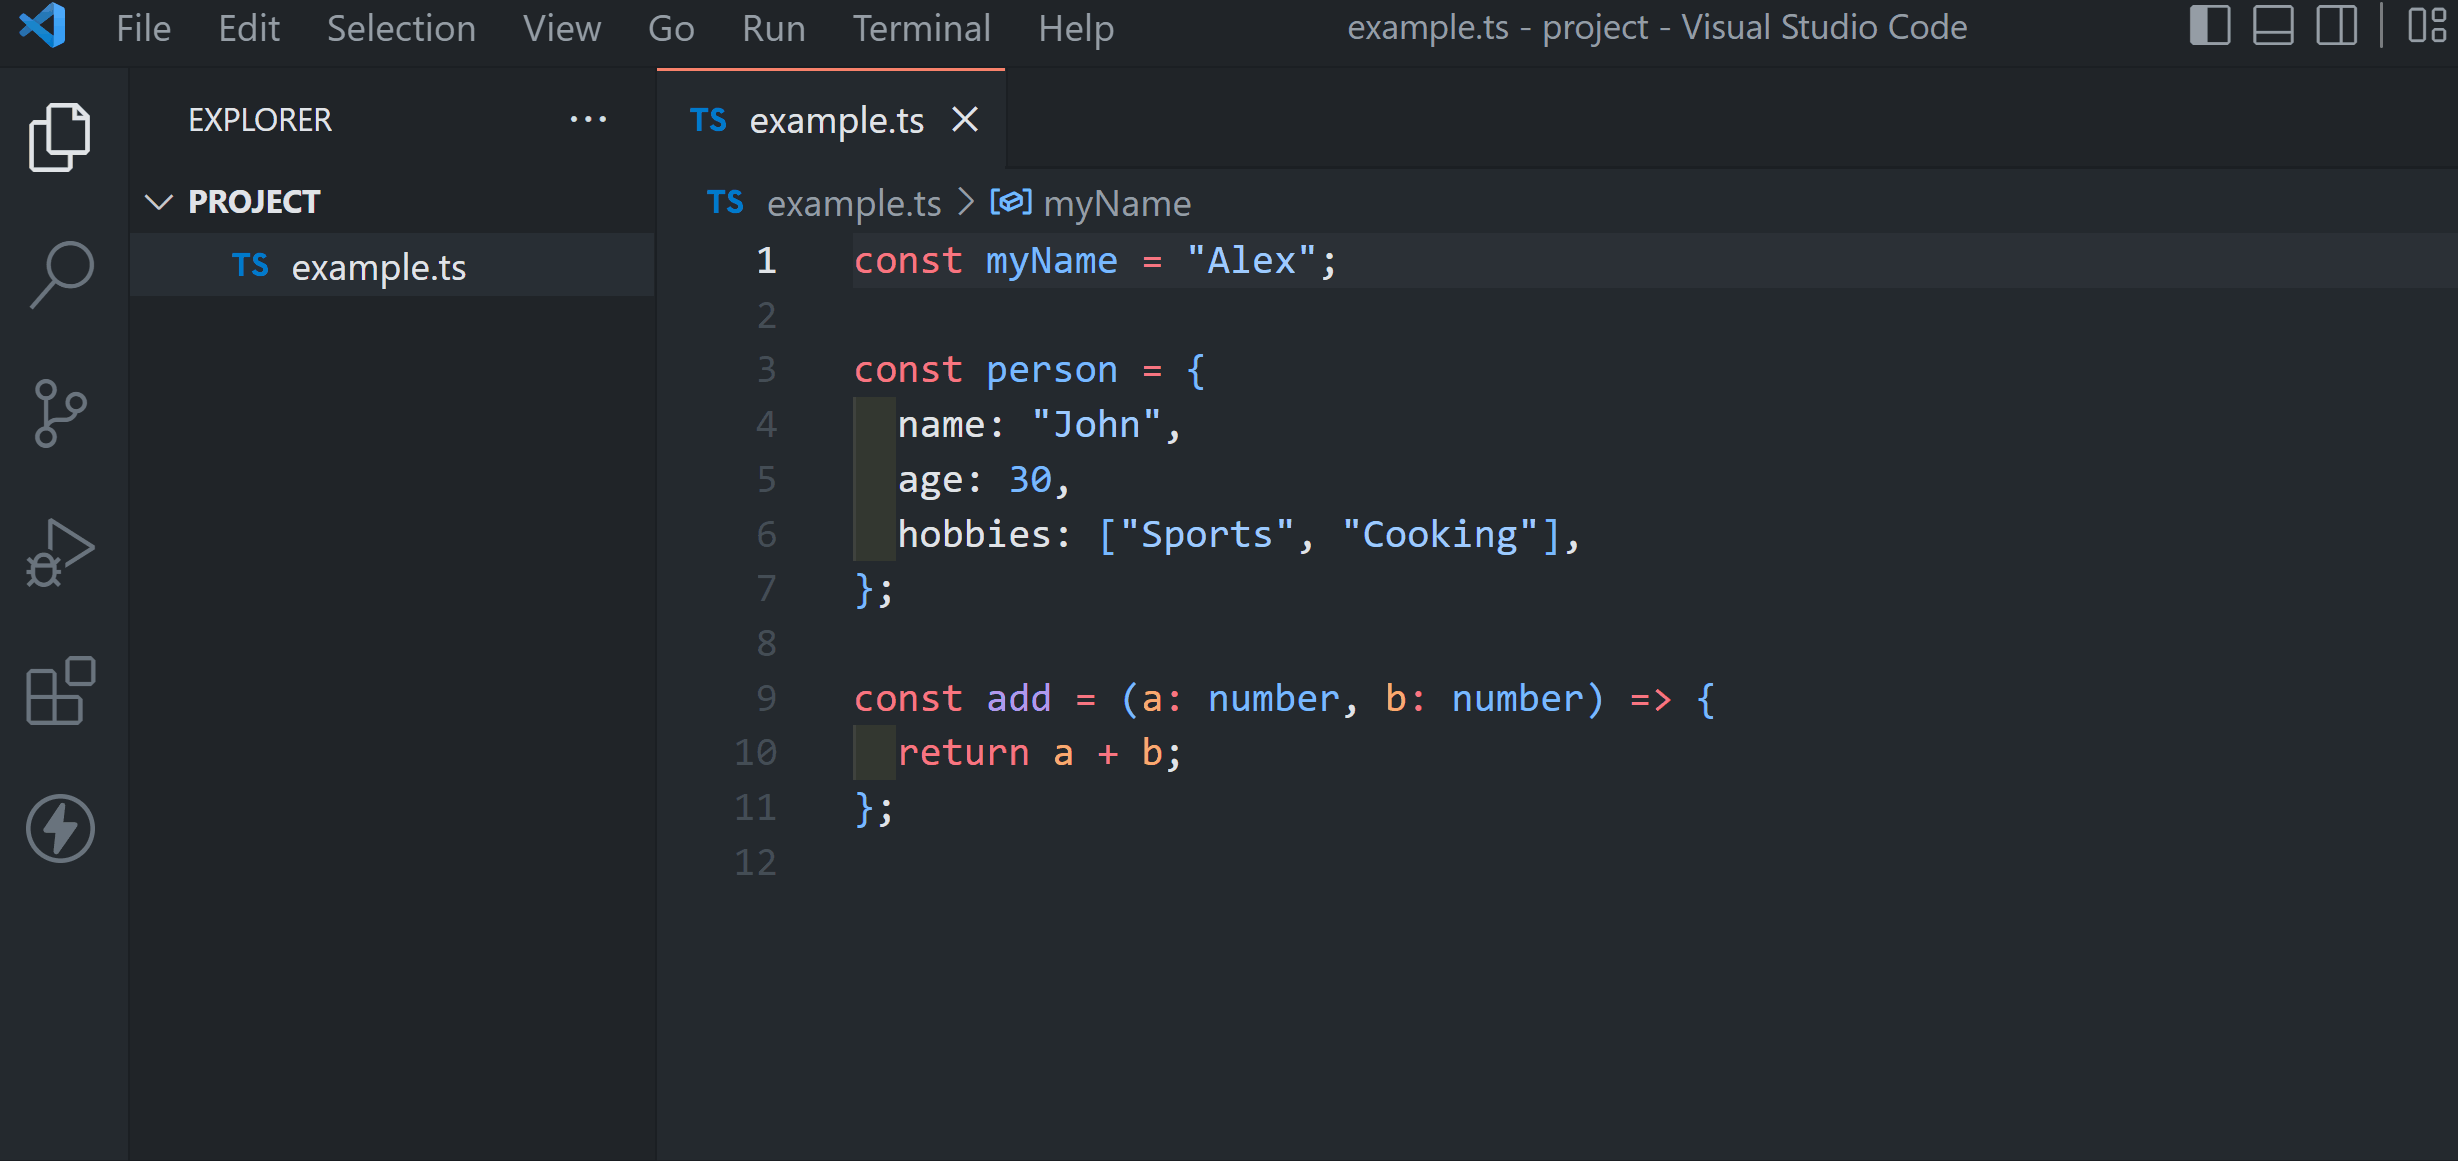 File Edit Selection View Go Run Terminal Help example.ts - project - Visual Studio Code
EXPLORER ···
PROJECT
TS example.ts
TS example.ts
TS example.ts > myName
1 const myName = "Alex";
2
3 const person = {
4   name: "John",
5   age: 30,
6   hobbies: ["Sports", "Cooking"],
7 };
8
9 const add = (a: number, b: number) => {
10   return a + b;
11 };
12